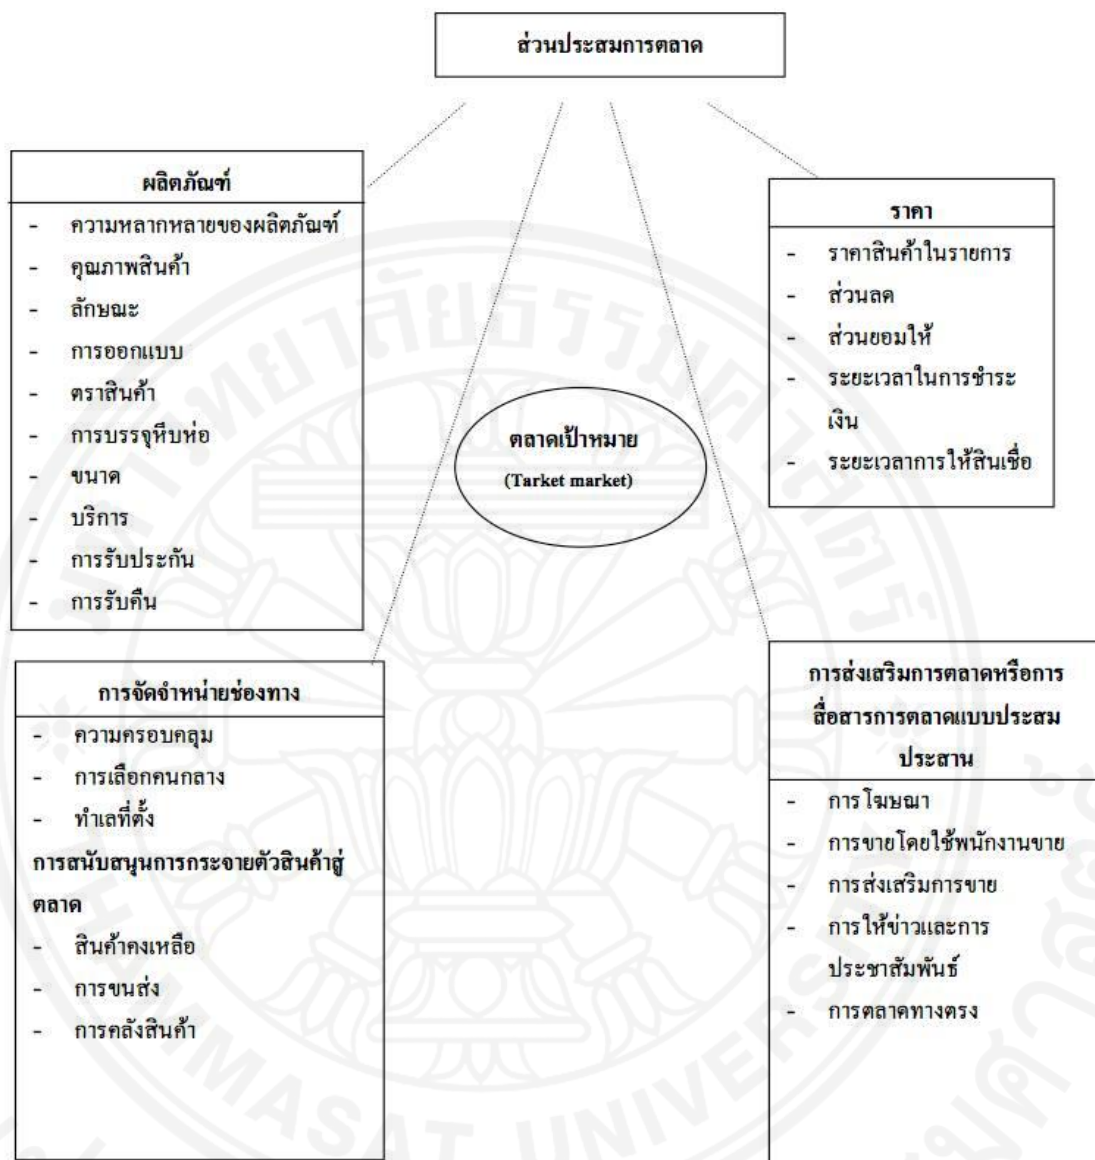 ส่วนประสมการตลาด
ผลิตภัณฑ์
- ความหลากหลายของผลิตภัณฑ์
- คุณภาพสินค้า
- ลักษณะ
- การออกแบบ
- ตราสินค้า
- การบรรจุหีบห่อ
- ขนาด
- บริการ
- การรับประกัน
- การรับคืน
ราคา
- ราคาสินค้าในรายการ
- ส่วนลด
- ส่วนยอมให้
- ระยะเวลาในการชำระ
เงิน
- ระยะเวลาการให้สินเชื่อ
ตลาดเป้าหมาย
(Tarket market)
การจัดจำหน่ายช่องทาง
- ความครอบคลุม
- การเลือกคนกลาง
- ทำเลที่ตั้ง
การสนับสนุนการกระจายตัวสินค้าสู่
ตลาด
- สินค้าคงเหลือ
- การขนส่ง
- การคลังสินค้า
การส่งเสริมการตลาดหรือการ
สื่อสารการตลาดแบบประสม
ประสาน
- การโฆษณา
- การขายโดยใช้พนักงานขาย
- การส่งเสริมการขาย
- การให้ข่าวและการ
ประชาสัมพันธ์
- การตลาดทางตรง
มหาวิทยาลัยธรรมศาสตร์
THAMMASAT UNIVERSITY